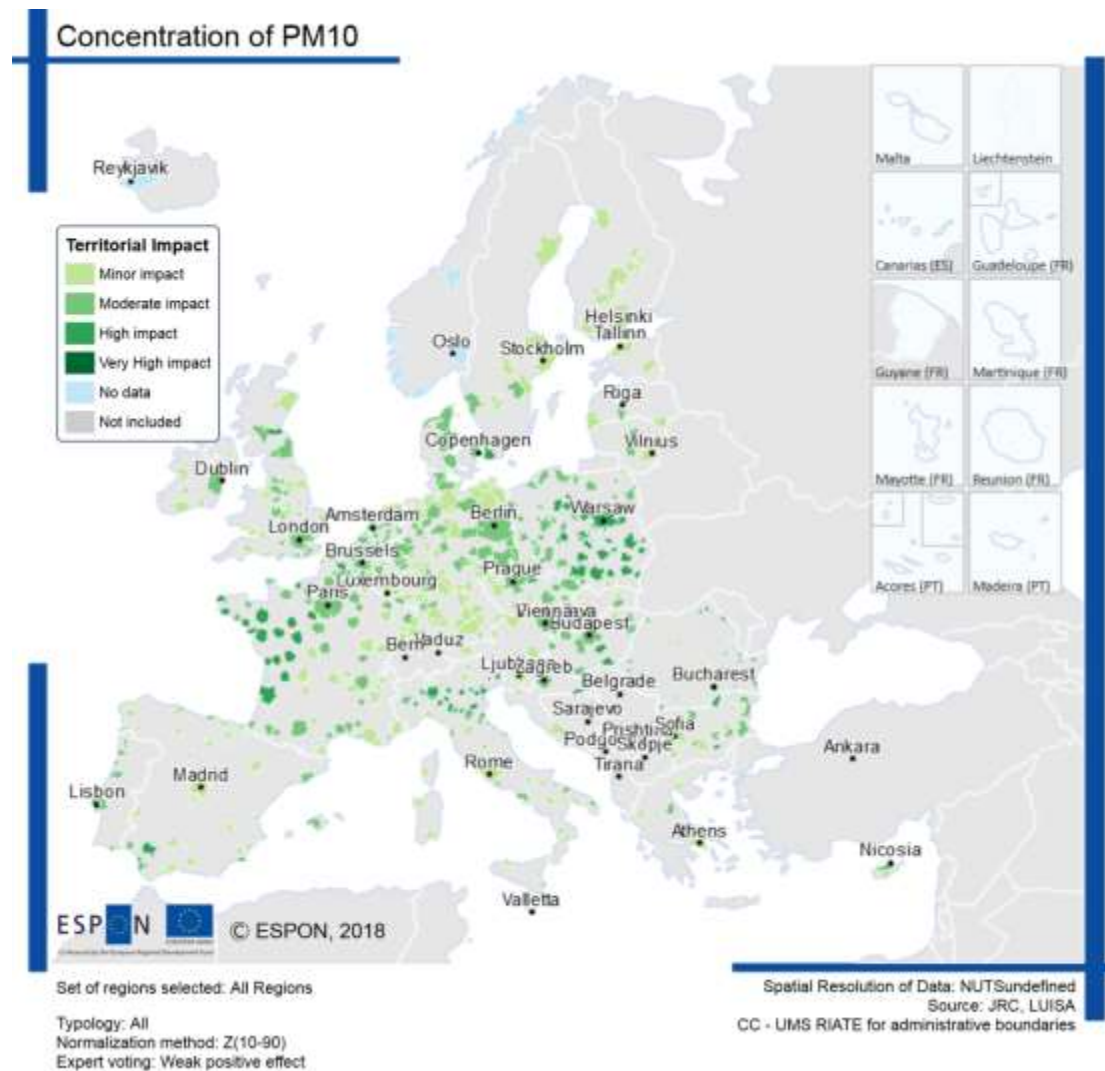 Concentration of PM10
Reykjavik
Territorial Impact
Minor impact
Moderate impact
High impact
Very High impact
No data
Not included
Malta
Liechtenstein
Canarias (ES)
Guadeloupe (FR)
Guyane (FR)
Martinique (FR)
Mayotte (FR)
Reunion (FR)
Acores (PT)
Madeira (PT)
Oslo
Helsinki
Tallinn
Stockholm
Riga
Copenhagen
Vilnius
Dublin
Amsterdam
Berlin
Warsaw
London
Brussels
Luxembourg
Prague
Paris
Budapest
Bern
Vaduz
Zagreb
Belgrade
Bucharest
Sarajevo
Sofia
Skopje
Tirana
Ankara
Rome
Madrid
Lisbon
Athens
Nicosia
Valletta
ESPON
© ESPON, 2018
Set of regions selected: All Regions
Typology: All
Normalization method: Z(10-90)
Expert voting: Weak positive effect
Spatial Resolution of Data: NUTSundefined
Source: JRC, LUISA
CC - UMS RIATE for administrative boundaries